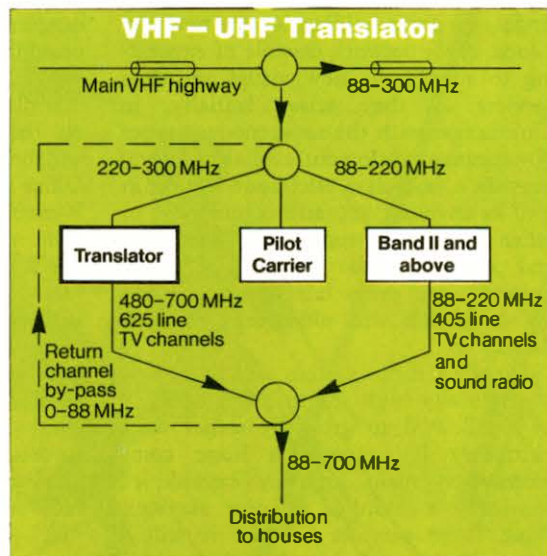 VHF – UHF Translator
Main VHF highway
88–300 MHz
220–300 MHz
88–220 MHz
Translator
Pilot
Carrier
Band II and
above
480–700 MHz
625 line
TV channels
88–220 MHz
405 line
TV channels
and
sound radio
Return
channel
by-pass
0–88 MHz
88–700 MHz
Distribution
to houses